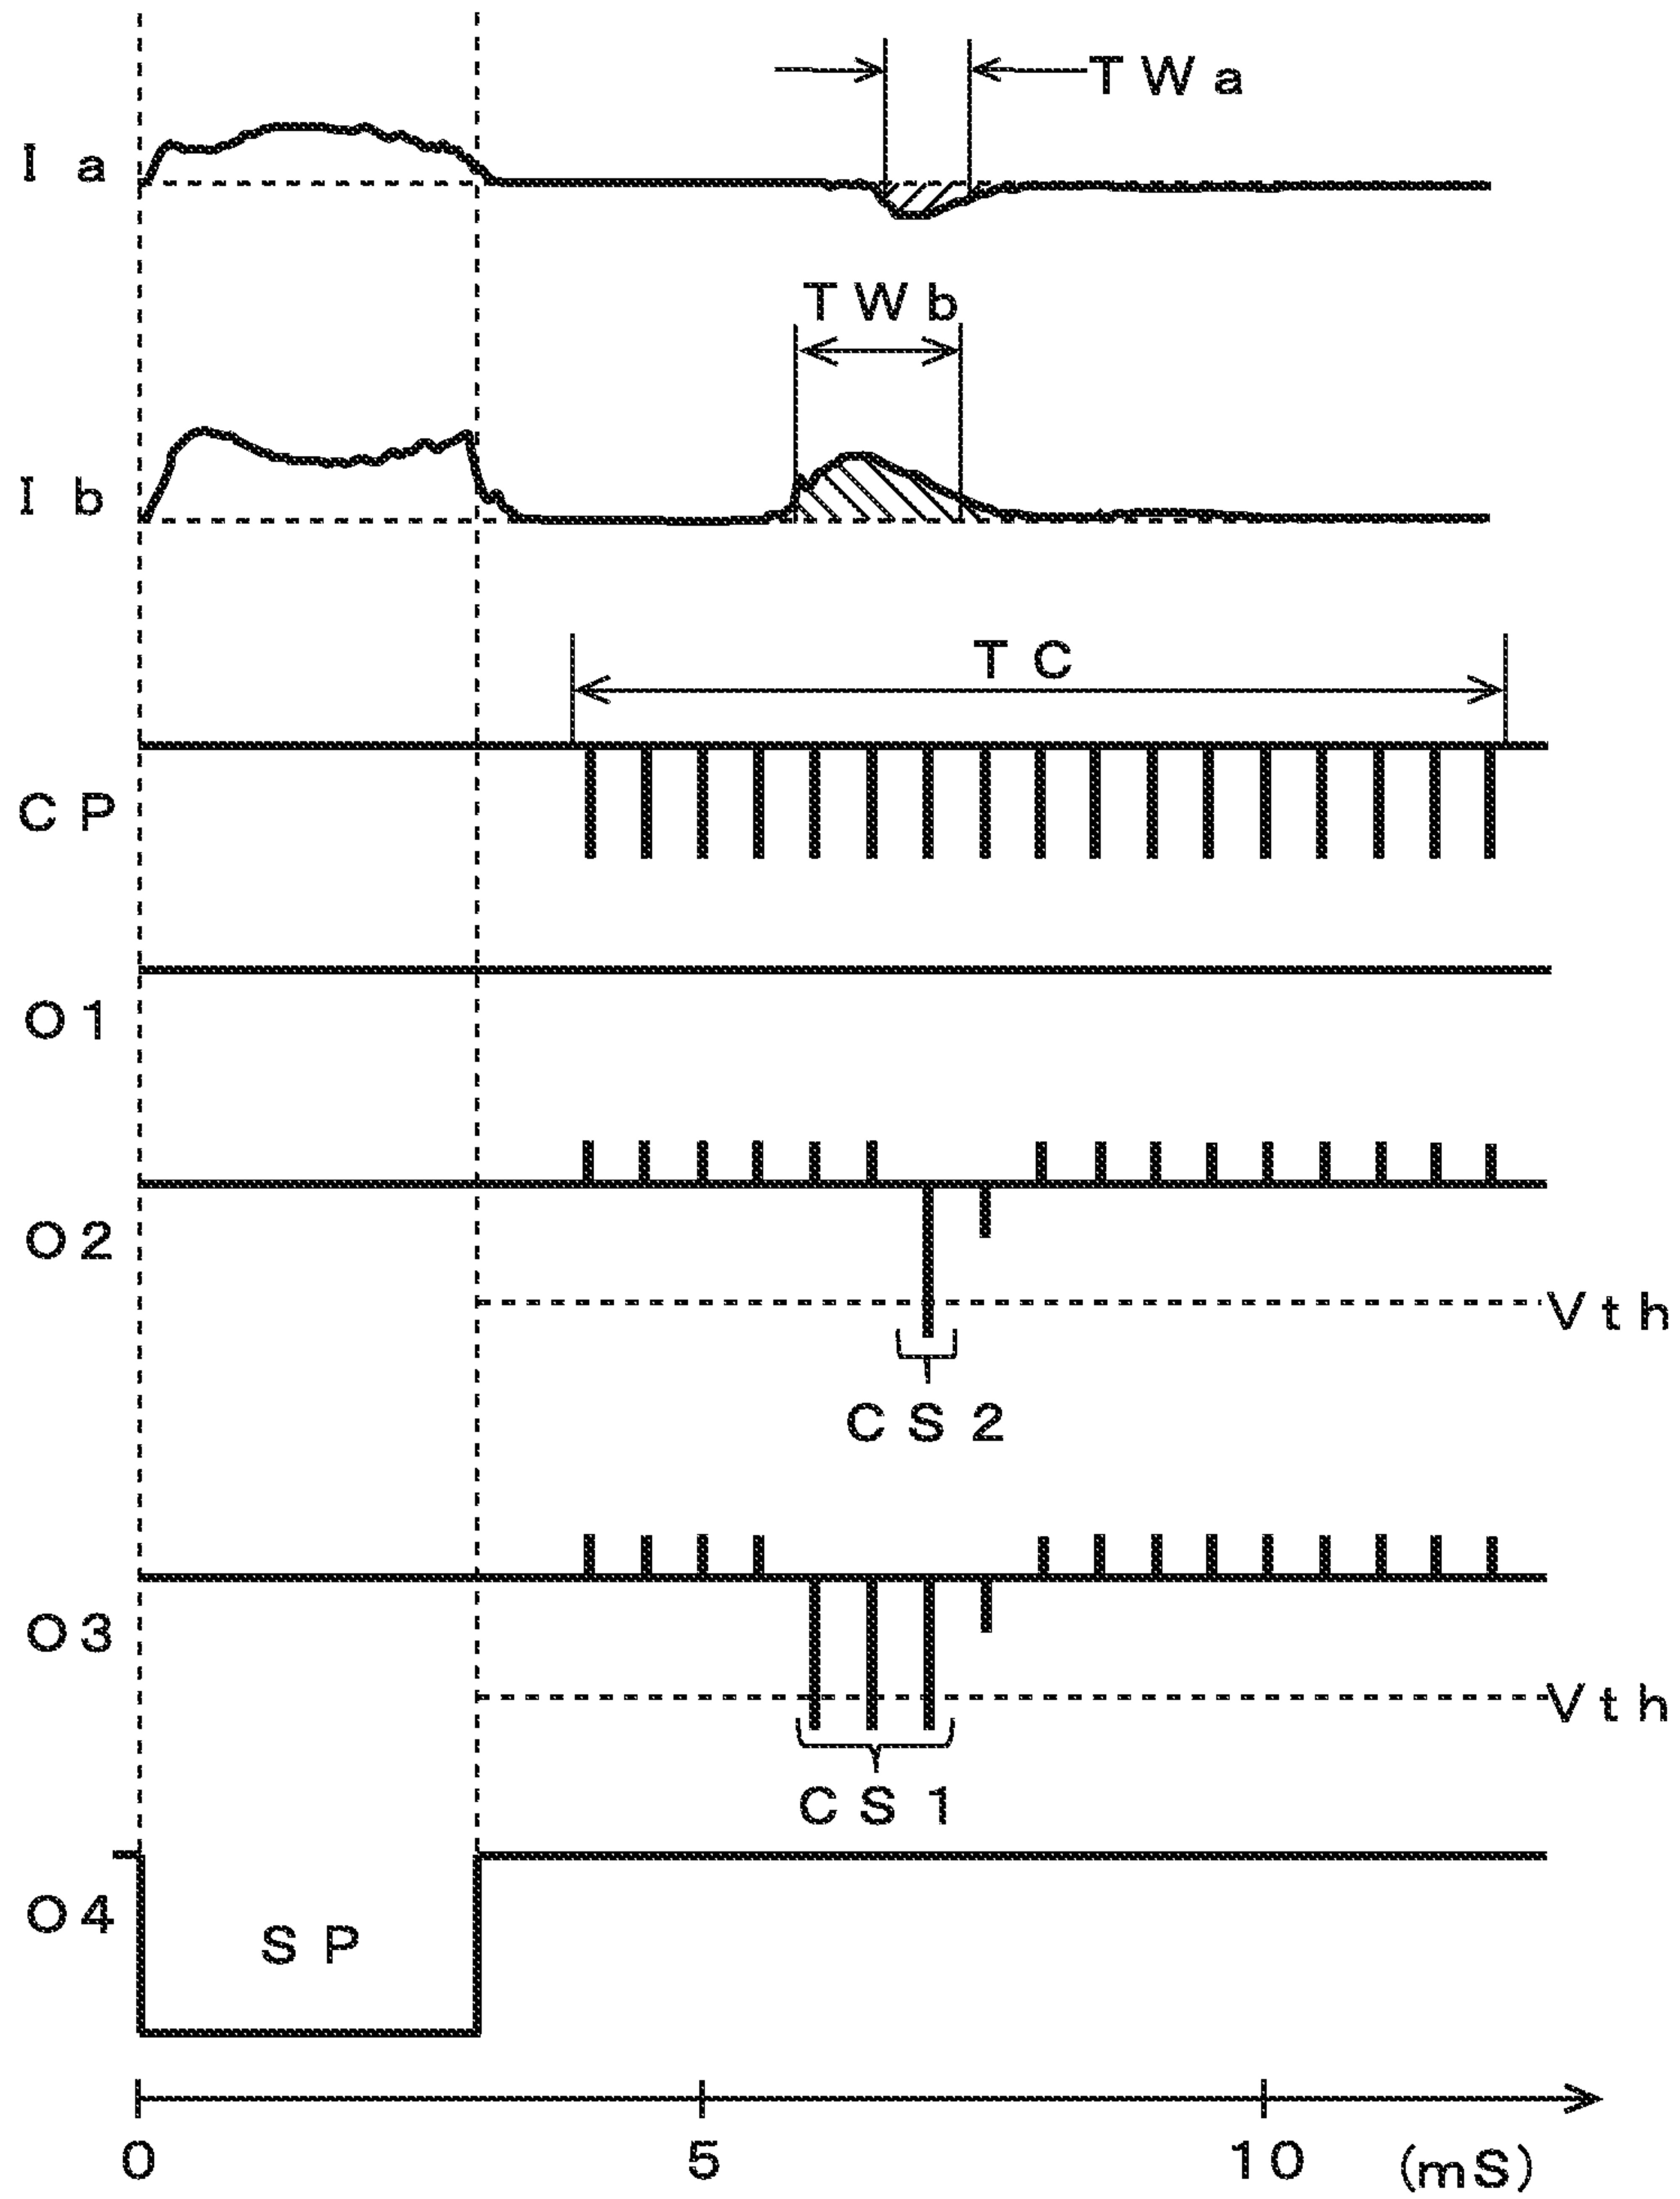 TWa
Ia
TWb
Ib
TC
CP
O1
O2
Vth
CS2
O3
Vth
CS1
O4
SP
0 5 10 (mS)